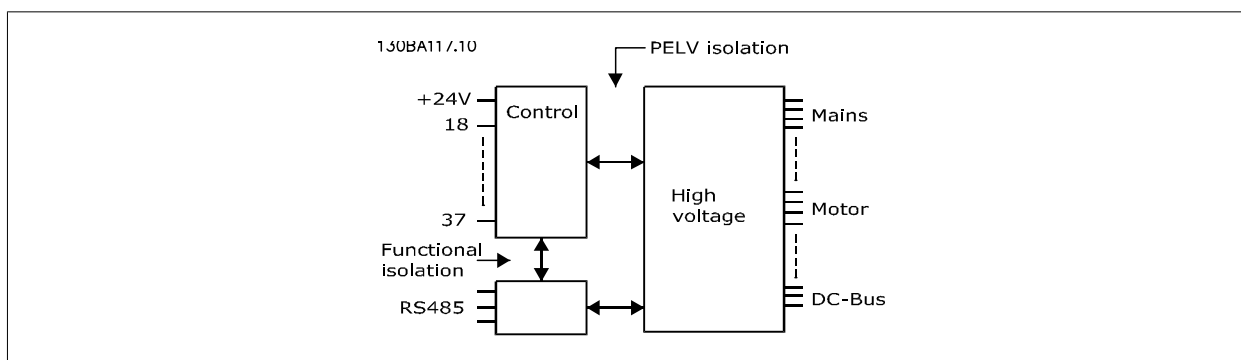 130BA117.10
PELV isolation
+24V
Control
18
Mains
High
voltage
Motor
37
Functional
isolation
RS485
DC-Bus